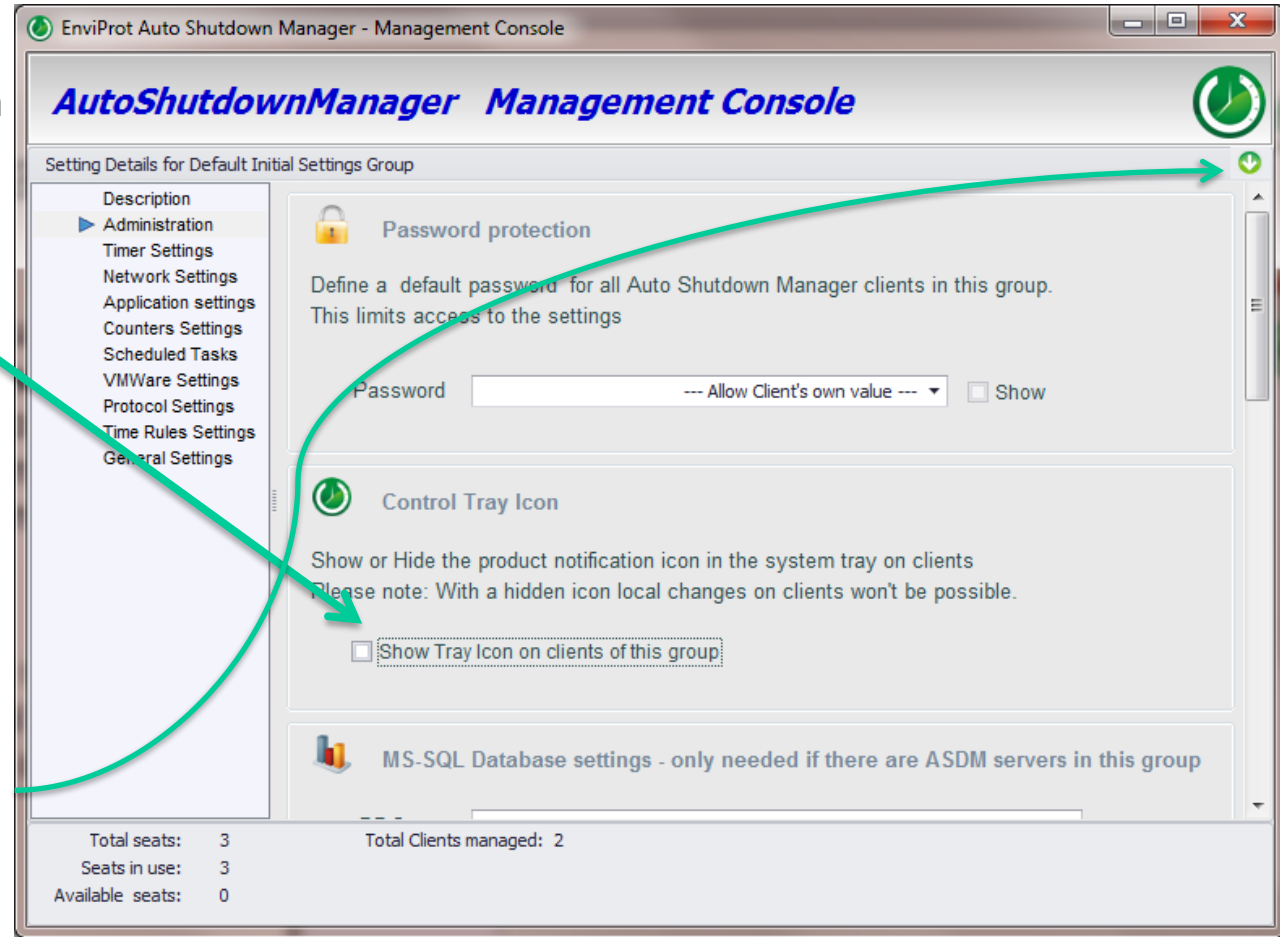 EnviProt Auto Shutdown Manager - Management Console
AutoShutdownManager Management Console
Setting Details for Default Initial Settings Group
Description
Administration
Timer Settings
Network Settings
Application settings
Counters Settings
Scheduled Tasks
VMWare Settings
Protocol Settings
Time Rules Settings
General Settings
Password protection
Define a default password for all Auto Shutdown Manager clients in this group.
This limits access to the settings
Password --- Allow Client's own value --- Show
Control Tray Icon
Show or Hide the product notification icon in the system tray on clients
Please note: With a hidden icon local changes on clients won't be possible.
Show Tray Icon on clients of this group
MS-SQL Database settings - only needed if there are ASDM servers in this group
Total seats: 3 Total Clients managed: 2
Seats in use: 3
Available seats: 0